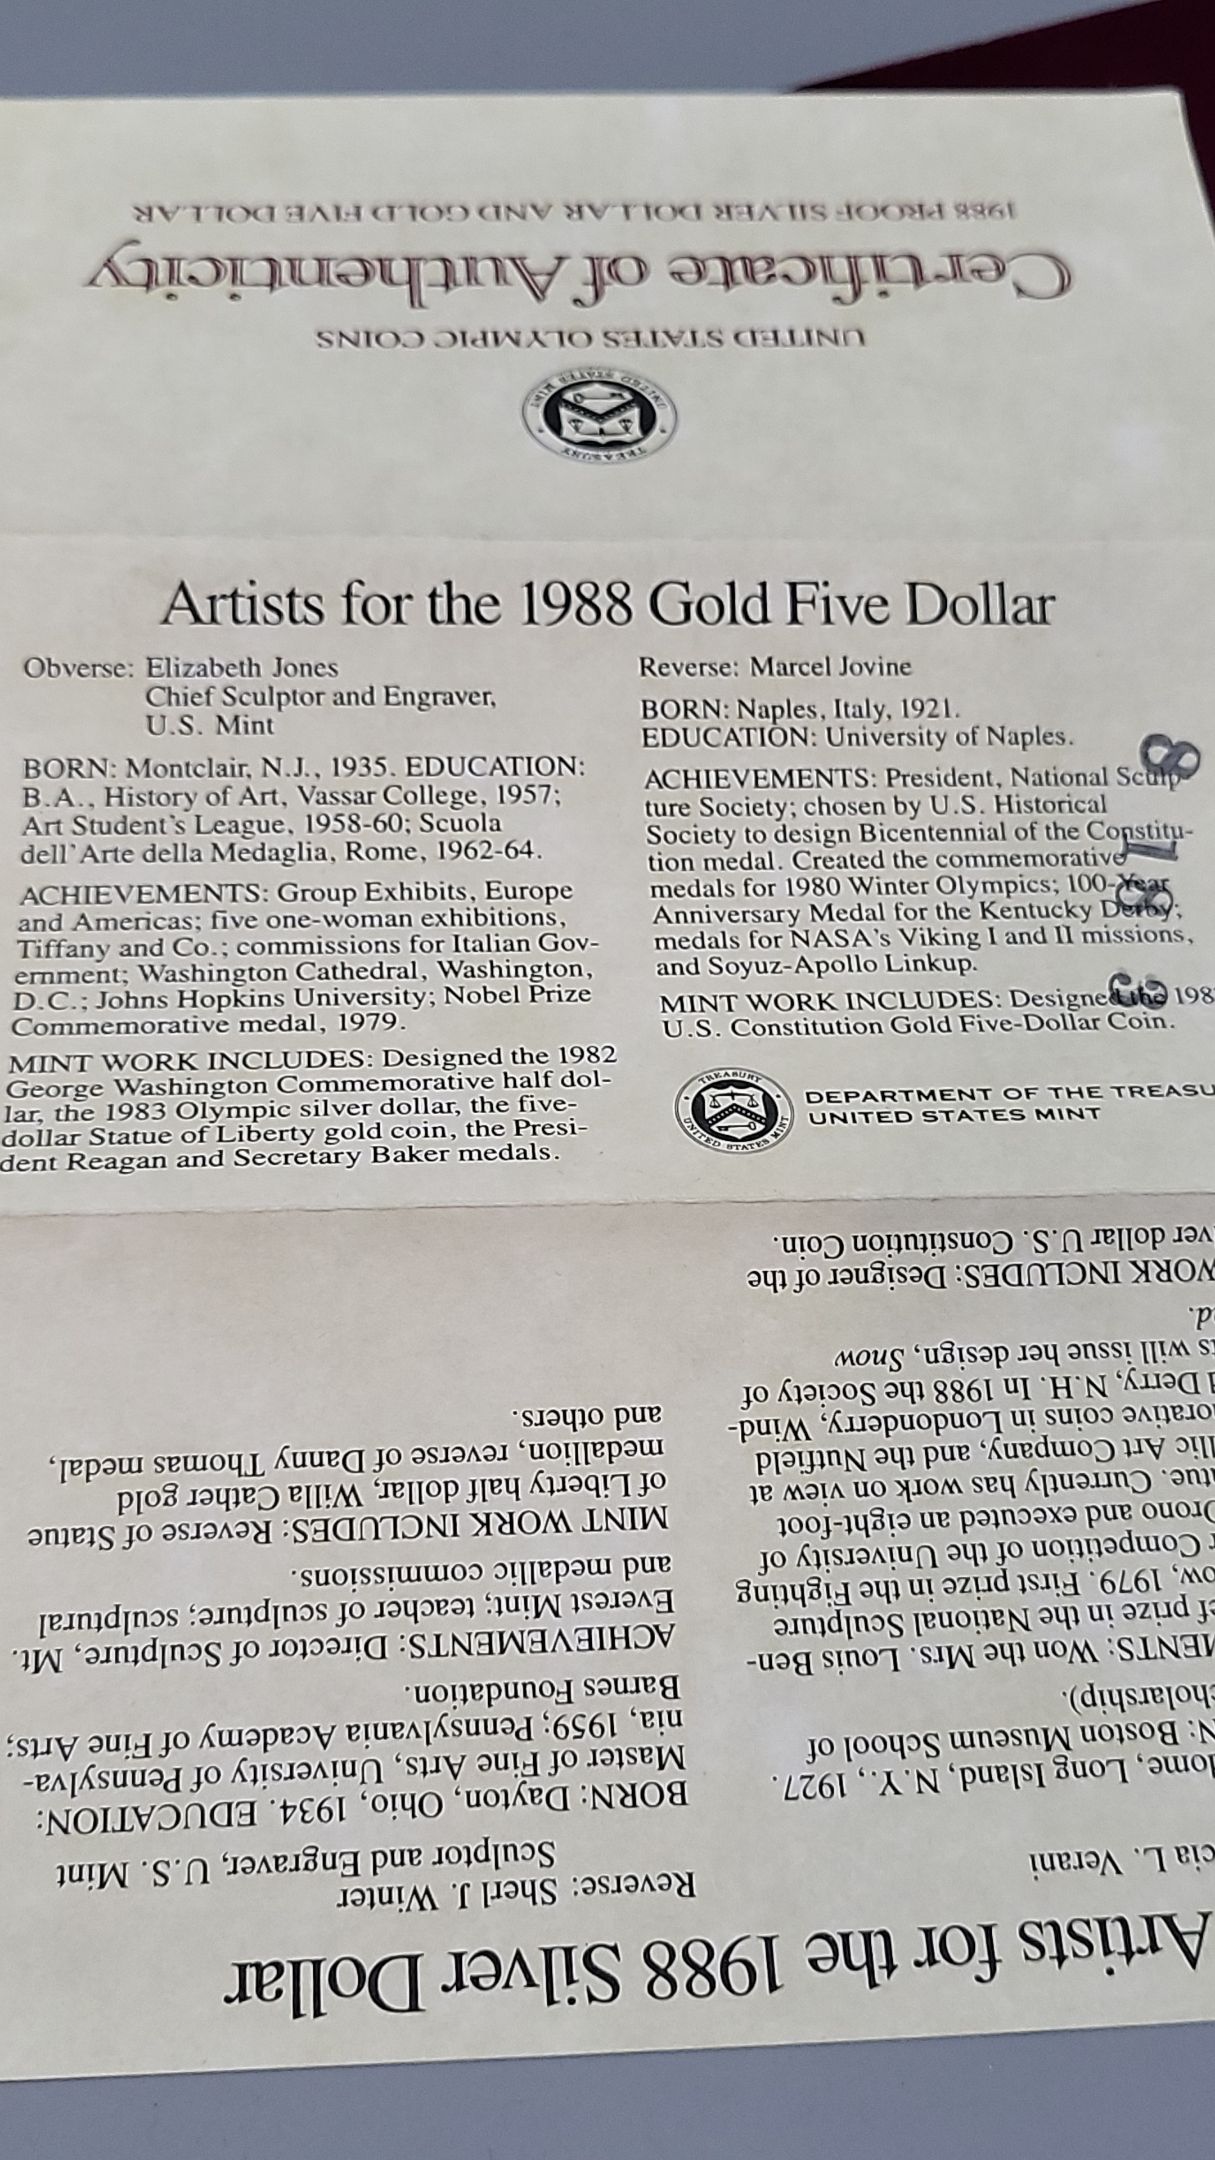 1988 PROOF SILVER DOLLAR AND GOLD FIVE DOLLAR
Certificate of Authenticity
UNITED STATES OLYMPIC COINS
TREASURY
UNITED STATES MINT
Artists for the 1988 Gold Five Dollar
Obverse: Elizabeth Jones
Chief Sculptor and Engraver,
U.S. Mint
BORN: Montclair, N.J., 1935. EDUCATION:
B.A., History of Art, Vassar College, 1957;
Art Student's League, 1958-60; Scuola
dell'Arte della Medaglia, Rome, 1962-64.
ACHIEVEMENTS: Group Exhibits, Europe
and Americas; five one-woman exhibitions,
Tiffany and Co.; commissions for Italian Gov-
ernment; Washington Cathedral, Washington,
D.C.; Johns Hopkins University; Nobel Prize
Commemorative medal, 1979.
MINT WORK INCLUDES: Designed the 1982
George Washington Commemorative half dol-
lar, the 1983 Olympic silver dollar, the five-
dollar Statue of Liberty gold coin, the Presi-
dent Reagan and Secretary Baker medals.
Reverse: Marcel Jovine
BORN: Naples, Italy, 1921.
EDUCATION: University of Naples.
ACHIEVEMENTS: President, National Sculp-
ture Society; chosen by U.S. Historical
Society to design Bicentennial of the Constitu-
tion medal. Created the commemorative
medals for 1980 Winter Olympics; 100-Year
Anniversary Medal for the Kentucky Derby;
medals for NASA's Viking I and II missions,
and Soyuz-Apollo Linkup.
MINT WORK INCLUDES: Designed the 198
U.S. Constitution Gold Five-Dollar Coin.
TREASURY
UNITED STATES MINT
DEPARTMENT OF THE TREASU
UNITED STATES MINT
Artists for the 1988 Silver Dollar
cia L. Verani
Home, Long Island, N.Y., 1927.
N: Boston Museum School of
cholarship).
MENTS: Won the Mrs. Louis Ben-
ef prize in the National Sculpture
ow, 1979. First prize in the Fighting
r Competition of the University of
Orono and executed an eight-foot
tue. Currently has work on view at
llic Art Company, and the Nutfield
orative coins in Londonderry, Wind-
d Derry, N.H. In 1988 the Society of
ts will issue her design, Snow
d.
WORK INCLUDES: Designer of the
ver dollar U.S. Constitution Coin.
Reverse: Sherl J. Winter
Sculptor and Engraver, U.S. Mint
BORN: Dayton, Ohio, 1934. EDUCATION:
Master of Fine Arts, University of Pennsylva-
nia, 1959; Pennsylvania Academy of Fine Arts;
Barnes Foundation.
ACHIEVEMENTS: Director of Sculpture, Mt.
Everest Mint; teacher of sculpture; sculptural
and medallic commissions.
MINT WORK INCLUDES: Reverse of Statue
of Liberty half dollar, Willa Cather gold
medallion, reverse of Danny Thomas medal,
and others.